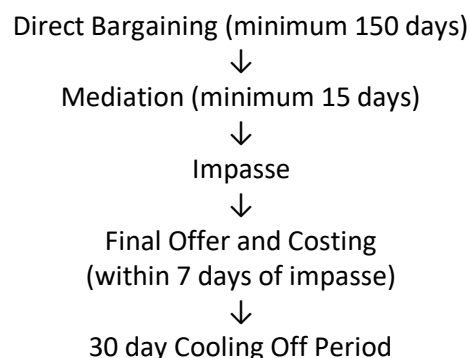 Direct Bargaining (minimum 150 days)
↓
Mediation (minimum 15 days)
↓
Impasse
↓
Final Offer and Costing
(within 7 days of impasse)
↓
30 day Cooling Off Period